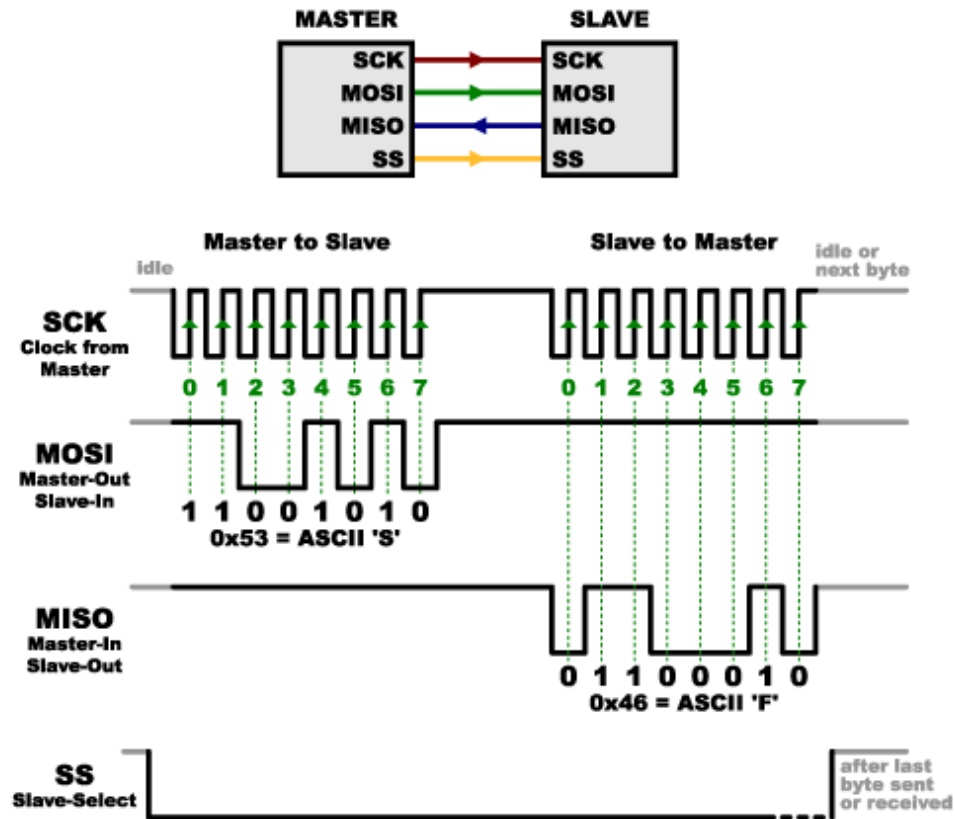 MASTER SLAVE
SCK SCK
MOSI MOSI
MISO MISO
SS SS
Master to Slave Slave to Master
idle
idle or
next byte
SCK
Clock from
Master
0 1 2 3 4 5 6 7 0 1 2 3 4 5 6 7
MOSI
Master-Out
Slave-In
1 1 0 0 1 0 1 0
0x53 = ASCII 'S'
MISO
Master-In
Slave-Out
0 1 1 0 0 0 1 0
0x46 = ASCII 'F'
SS
Slave-Select
after last
byte sent
or received